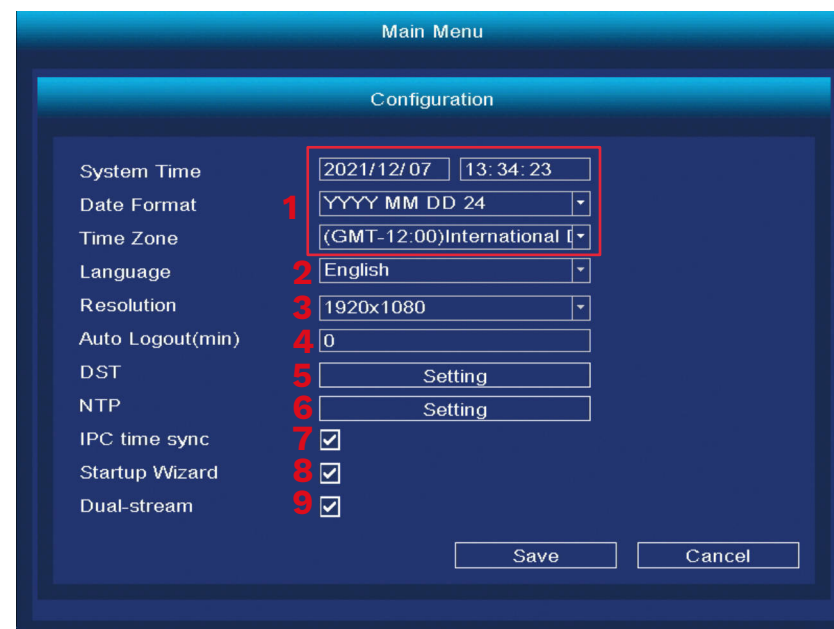 Main Menu
Configuration
System Time 2021/12/07 13:34:23
1 Date Format YYYY MM DD 24
Time Zone (GMT-12:00)International
Language 2 English
Resolution 3 1920x1080
Auto Logout(min) 4 0
DST 5 Setting
NTP 6 Setting
IPC time sync 7
Startup Wizard 8
Dual-stream 9
Save Cancel